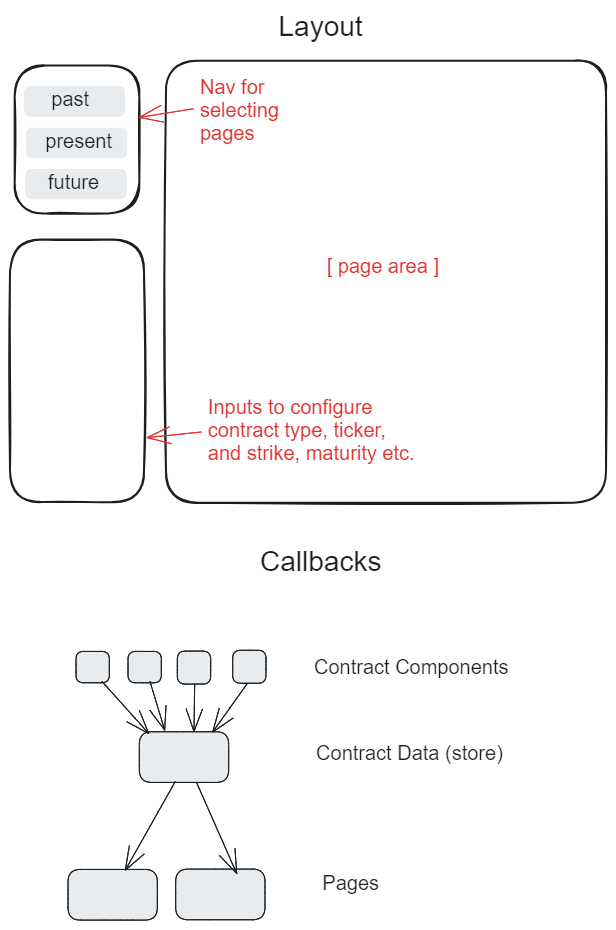 Layout
past
present
future
Nav for
selecting
pages
[ page area ]
Inputs to configure
contract type, ticker,
and strike, maturity etc.
Callbacks
Contract Components
Contract Data (store)
Pages